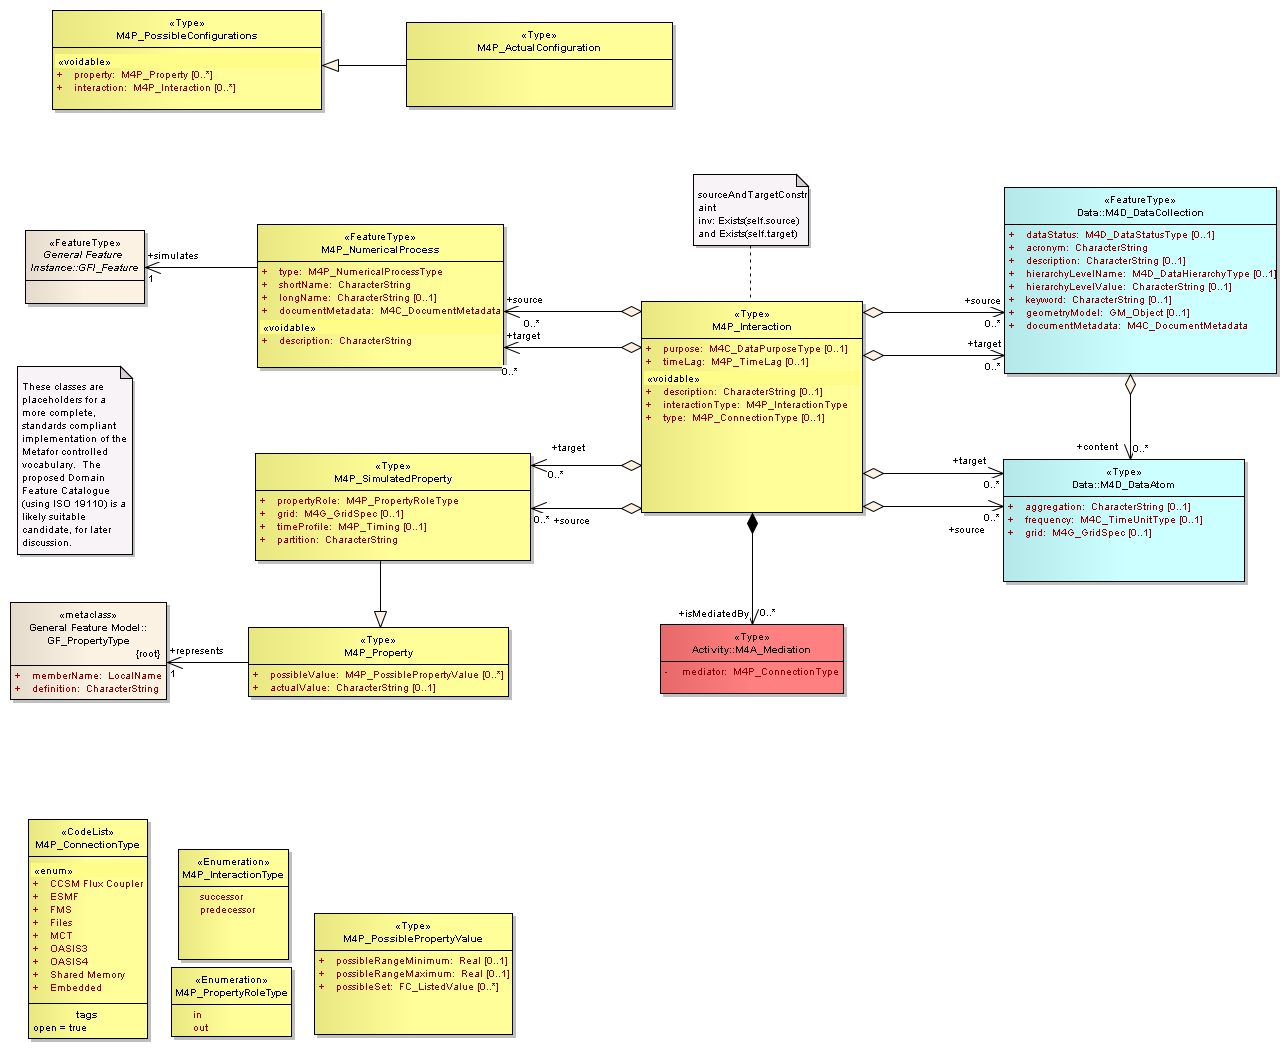 «Type»
M4P_PossibleConfigurations
«voidable»
+ property: M4P_Property [0..*]
+ interaction: M4P_Interaction [0..*]
«Type»
M4P_ActualConfiguration
«FeatureType»
General Feature
Instance::GFI_Feature
+simulates
1
«FeatureType»
M4P_NumericalProcess
+ type: M4P_NumericalProcessType
+ shortName: CharacterString
+ longName: CharacterString [0..1]
+ documentMetadata: M4C_DocumentMetadata
«voidable»
+ description: CharacterString
+source
0..*
+target
0..*
sourceAndTargetConstr
aint
inv: Exists(self.source)
and Exists(self.target)
«Type»
M4P_Interaction
+ purpose: M4C_DataPurposeType [0..1]
+ timeLag: M4P_TimeLag [0..1]
«voidable»
+ description: CharacterString [0..1]
+ interactionType: M4P_InteractionType
+ type: M4P_ConnectionType [0..1]
+source
0..*
+target
0..*
«FeatureType»
Data::M4D_DataCollection
+ dataStatus: M4D_DataStatusType [0..1]
+ acronym: CharacterString
+ description: CharacterString [0..1]
+ hierarchyLevelName: M4D_DataHierarchyType [0..1]
+ hierarchyLevelValue: CharacterString [0..1]
+ keyword: CharacterString [0..1]
+ geometryModel: GM_Object [0..1]
+ documentMetadata: M4C_DocumentMetadata
+content
0..*
These classes are
placeholders for a
more complete,
standards compliant
implementation of the
Metafor controlled
vocabulary. The
proposed Domain
Feature Catalogue
(using ISO 19110) is a
likely suitable
candidate, for later
discussion.
«Type»
M4P_SimulatedProperty
+ propertyRole: M4P_PropertyRoleType
+ grid: M4G_GridSpec [0..1]
+ timeProfile: M4P_Timing [0..1]
+ partition: CharacterString
+target
0..*
0..*
+source
+target
0..*
0..*
+source
«Type»
Data::M4D_DataAtom
+ aggregation: CharacterString [0..1]
+ frequency: M4C_TimeUnitType [0..1]
+ grid: M4G_GridSpec [0..1]
+isMediatedBy
0..*
«Type»
Activity::M4A_Mediation
- mediator: M4P_ConnectionType
«metaclass»
General Feature Model::
GF_PropertyType
{root}
+ memberName: LocalName
+ definition: CharacterString
+represents
1
«Type»
M4P_Property
+ possibleValue: M4P_PossiblePropertyValue [0..*]
+ actualValue: CharacterString [0..1]
«CodeList»
M4P_ConnectionType
«enum»
+ CCSM Flux Coupler
+ ESMF
+ FMS
+ Files
+ MCT
+ OASIS3
+ OASIS4
+ Shared Memory
+ Embedded
tags
open = true
«Enumeration»
M4P_InteractionType
successor
predecessor
«Enumeration»
M4P_PropertyRoleType
in
out
«Type»
M4P_PossiblePropertyValue
+ possibleRangeMinimum: Real [0..1]
+ possibleRangeMaximum: Real [0..1]
+ possibleSet: FC_ListedValue [0..*]